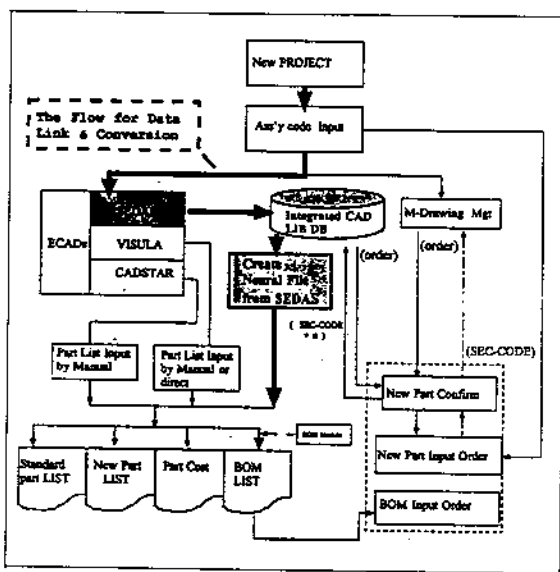 New PROJECT
The Flow for Data
Link & Conversion
Ass'y code Input
ECADs
VISULA
CADSTAR
Integrated CAD
LIB DB
M-Drawing Mgt
Create
Neural File
from SEDAS
(order)
(order)
( SEC-CODE
(SEC-CODE)
Part List Input
by Manual
Part List Input
by Manual or
direct
New Part Confirm
New Part Input Order
BOM Input Order
BOM Module
Standard
part LIST
New Part
LIST
Part Cost
BOM
LIST